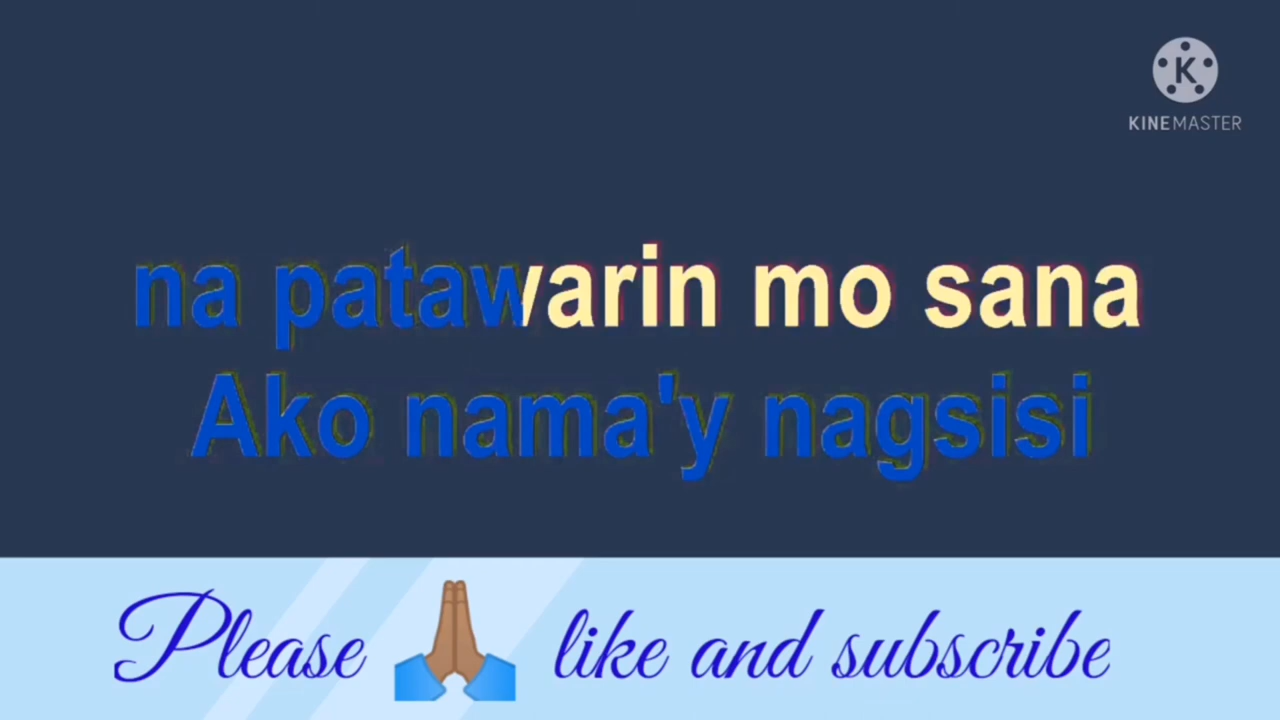 KINEMASTER
na patawarin mo sana
Ako nama'y nagsisi
Please 🙏🏽 like and subscribe